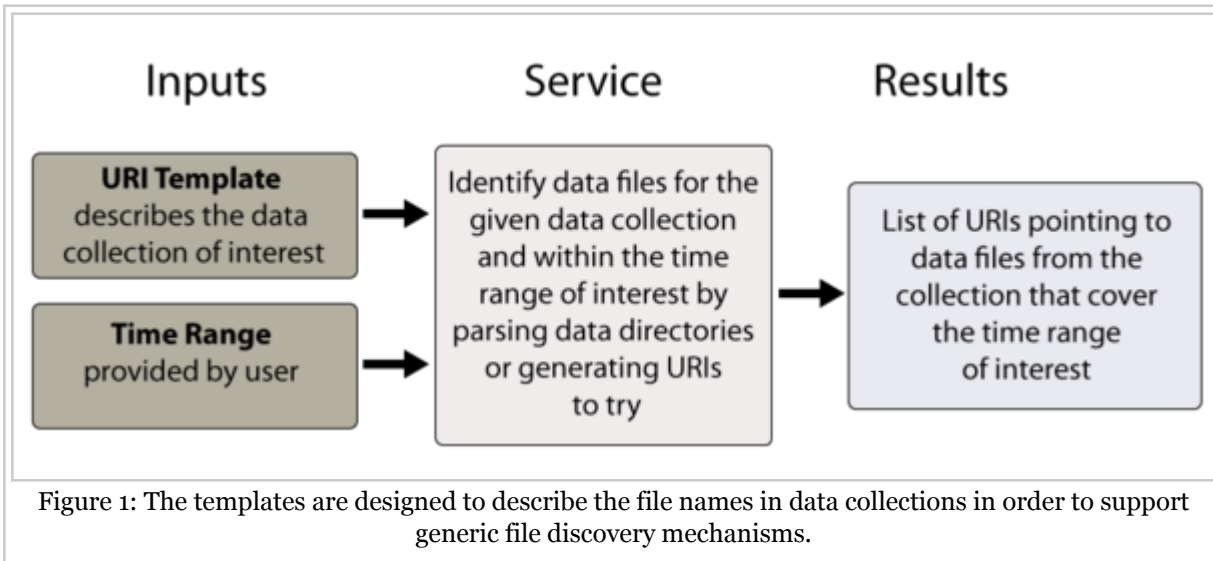 Inputs
Service
Results
URI Template
describes the data
collection of interest
Time Range
provided by user
Identify data files for the
given data collection
and within the time
range of interest by
parsing data directories
or generating URIs
to try
List of URIs pointing to
data files from the
collection that cover
the time range
of interest
Figure 1: The templates are designed to describe the file names in data collections in order to support
generic file discovery mechanisms.